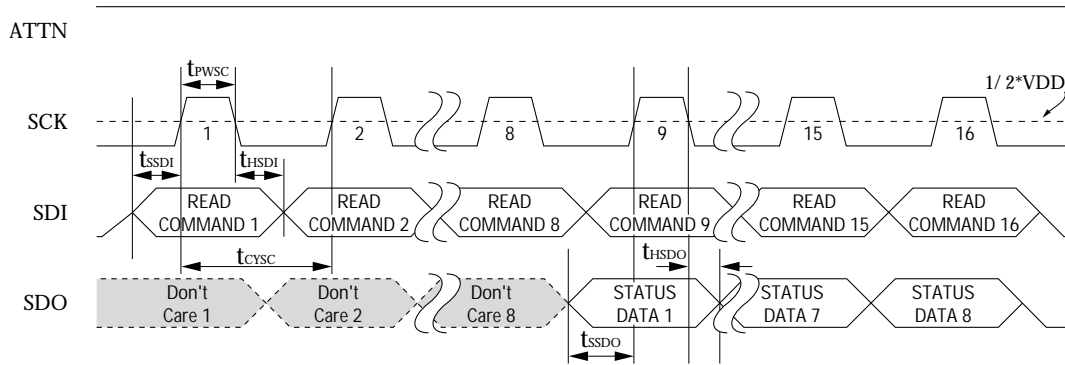 ATTN
tPWSC
1/ 2*VDD
SCK
1
2
8
9
15
16
tSSDI
tHSDI
SDI
READ
COMMAND 1
READ
COMMAND 2
READ
COMMAND 8
READ
COMMAND 9
READ
COMMAND 15
READ
COMMAND 16
tCYSC
tHSDO
SDO
Don't
Care 1
Don't
Care 2
Don't
Care 8
STATUS
DATA 1
STATUS
DATA 7
STATUS
DATA 8
tSSDO